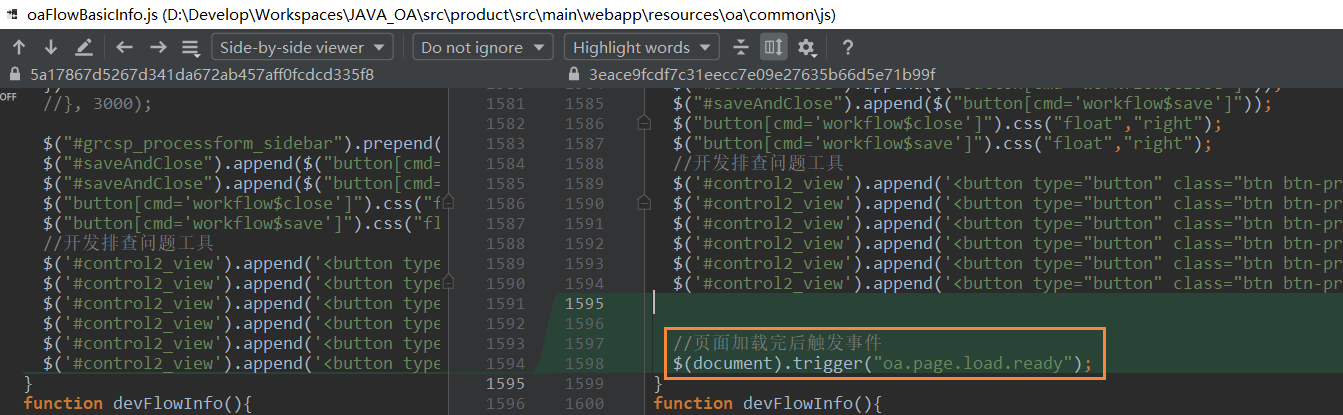 oaFlowBasicInfo.js (D:\Develop\Workspaces\JAVA_OA\src\product\src\main\webapp\resources\oa\common\js)
Side-by-side viewer Do not ignore Highlight words ?
5a17867d5267d341da672ab457aff0fcdcd335f8 3eace9fcdf7c31eecc7e09e27635b66d5e71b99f
OFF
//}, 3000); 1581 1585 $("#saveAndClose").append($("button[cmd='workflow$save']"));
1582 1586 $("button[cmd='workflow$close']").css("float","right");
$("#grcsp_processform_sidebar").prepend( 1583 1587 $("button[cmd='workflow$save']").css("float","right");
$("#saveAndClose").append($("button[cmd= 1584 1588 //开发排查问题工具
$("#saveAndClose").append($("button[cmd= 1585 1589 $('#control2_view').append('<button type="button" class="btn btn-pr
$("button[cmd='workflow$close']").css("f 1586 1590 $('#control2_view').append('<button type="button" class="btn btn-pr
$("button[cmd='workflow$save']").css("fl 1587 1591 $('#control2_view').append('<button type="button" class="btn btn-pr
//开发排查问题工具 1588 1592 $('#control2_view').append('<button type="button" class="btn btn-pr
$('#control2_view').append('<button type 1589 1593 $('#control2_view').append('<button type="button" class="btn btn-pr
$('#control2_view').append('<button type 1590 1594 $('#control2_view').append('<button type="button" class="btn btn-pr
$('#control2_view').append('<button type 1591 1595
$('#control2_view').append('<button type 1592 1596
$('#control2_view').append('<button type 1593 1597 //页面加载完后触发事件
$('#control2_view').append('<button type 1594 1598 $(document).trigger("oa.page.load.ready");
} 1595 1599 }
function devFlowInfo(){ 1596 1600 function devFlowInfo(){